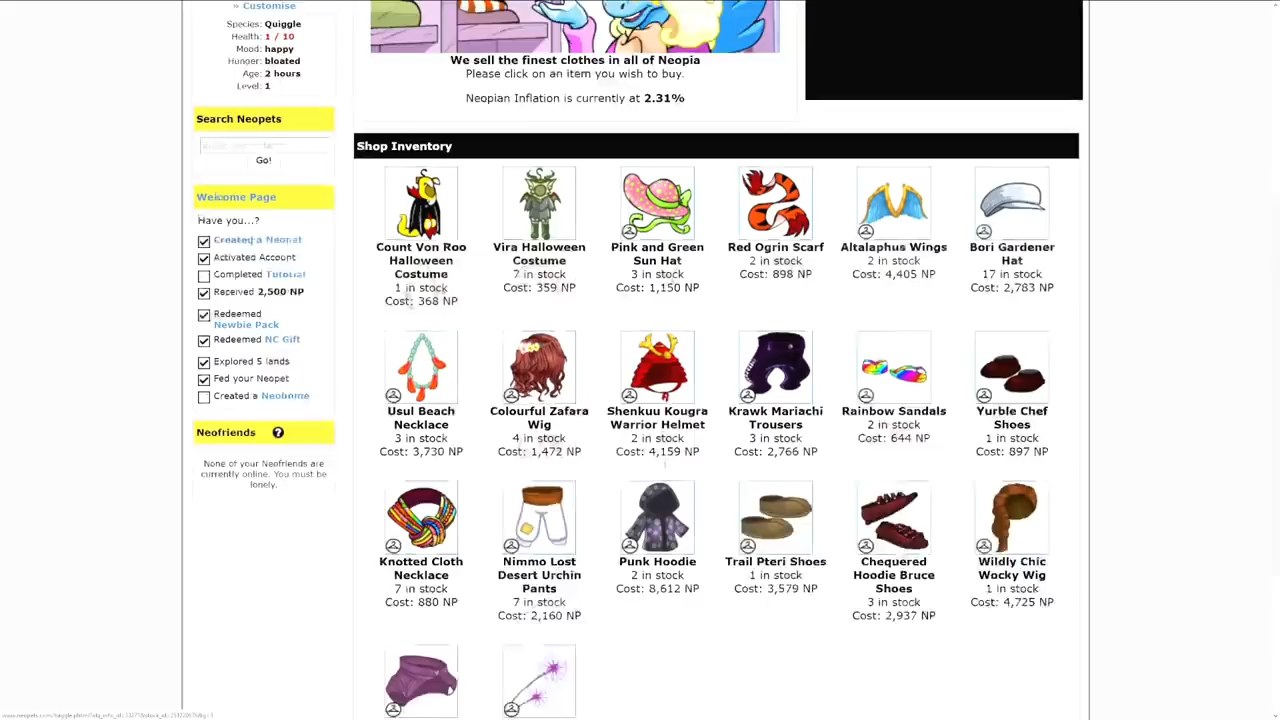 Customise
Species: Quiggle
Health: 1 / 10
Mood: happy
Hunger: bloated
Age: 2 hours
Level: 1
Search Neopets
Go!
Welcome Page
Have you...?
Created a Neopet
Activated Account
Completed Tutorial
Received 2,500 NP
Redeemed
Newbie Pack
Redeemed NC Gift
Explored 5 lands
Fed your Neopet
Created a Neohome
Neofriends ?
None of your Neofriends are
currently online. You must be
lonely.
We sell the finest clothes in all of Neopia
Please click on an item you wish to buy.
Neopian Inflation is currently at 2.31%
Shop Inventory
Count Von Roo
Halloween
Costume
1 in stock
Cost: 368 NP
Vira Halloween
Costume
7 in stock
Cost: 359 NP
Pink and Green
Sun Hat
3 in stock
Cost: 1,150 NP
Red Ogrin Scarf
2 in stock
Cost: 898 NP
Altalaphus Wings
2 in stock
Cost: 4,405 NP
Bori Gardener
Hat
17 in stock
Cost: 2,783 NP
Usul Beach
Necklace
3 in stock
Cost: 3,730 NP
Colourful Zafara
Wig
4 in stock
Cost: 1,472 NP
Shenkuu Kougra
Warrior Helmet
2 in stock
Cost: 4,159 NP
Krawk Mariachi
Trousers
3 in stock
Cost: 2,766 NP
Rainbow Sandals
2 in stock
Cost: 644 NP
Yurble Chef
Shoes
1 in stock
Cost: 897 NP
Knotted Cloth
Necklace
7 in stock
Cost: 880 NP
Nimmo Lost
Desert Urchin
Pants
7 in stock
Cost: 2,160 NP
Punk Hoodie
2 in stock
Cost: 8,612 NP
Trail Pteri Shoes
1 in stock
Cost: 3,579 NP
Chequered
Hoodie Bruce
Shoes
3 in stock
Cost: 2,937 NP
Wildly Chic
Wocky Wig
1 in stock
Cost: 4,725 NP